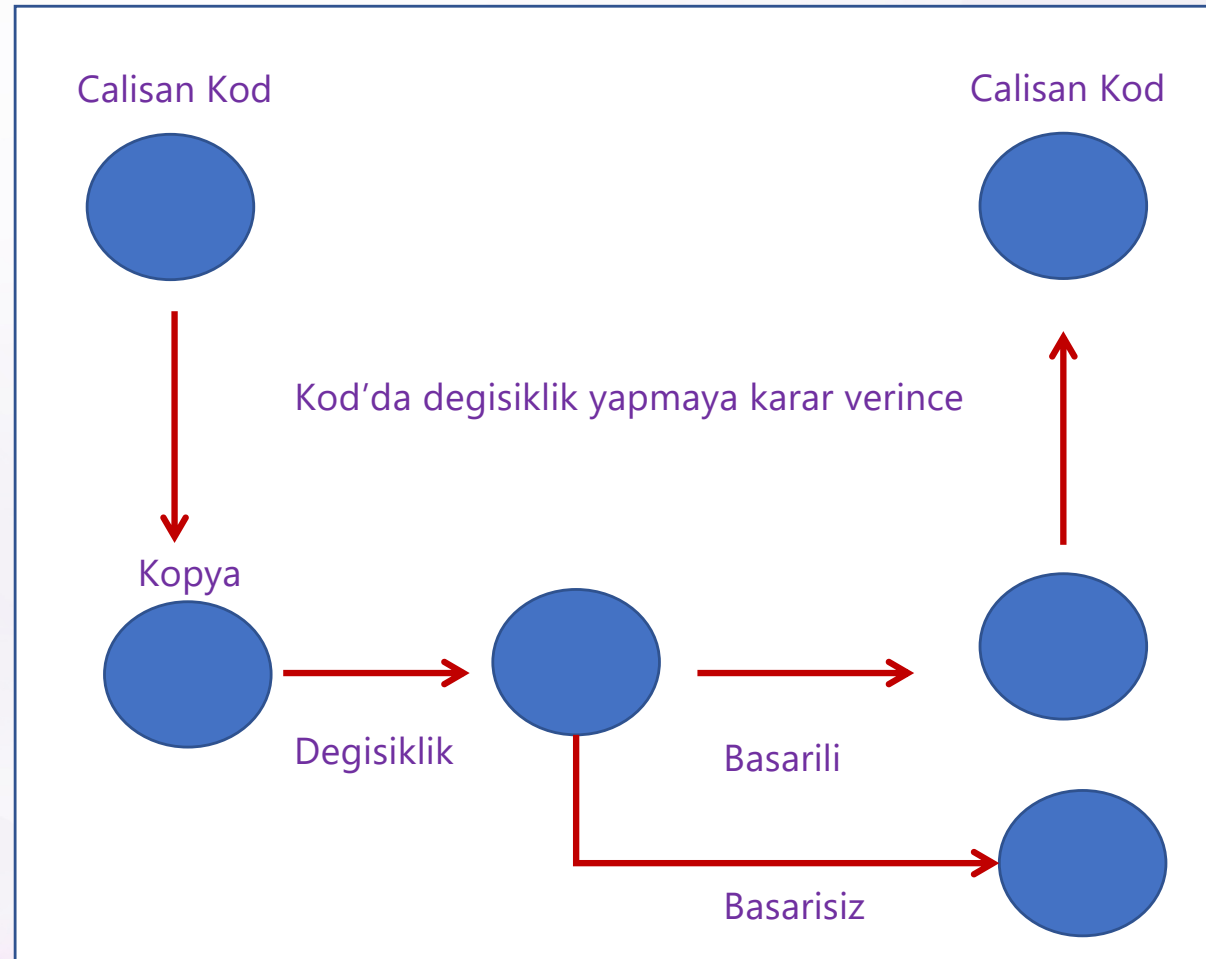 Calisan Kod
Calisan Kod
Kod’da degisiklik yapmaya karar verince
Kopya
Degisiklik
Basarili
Basarisiz